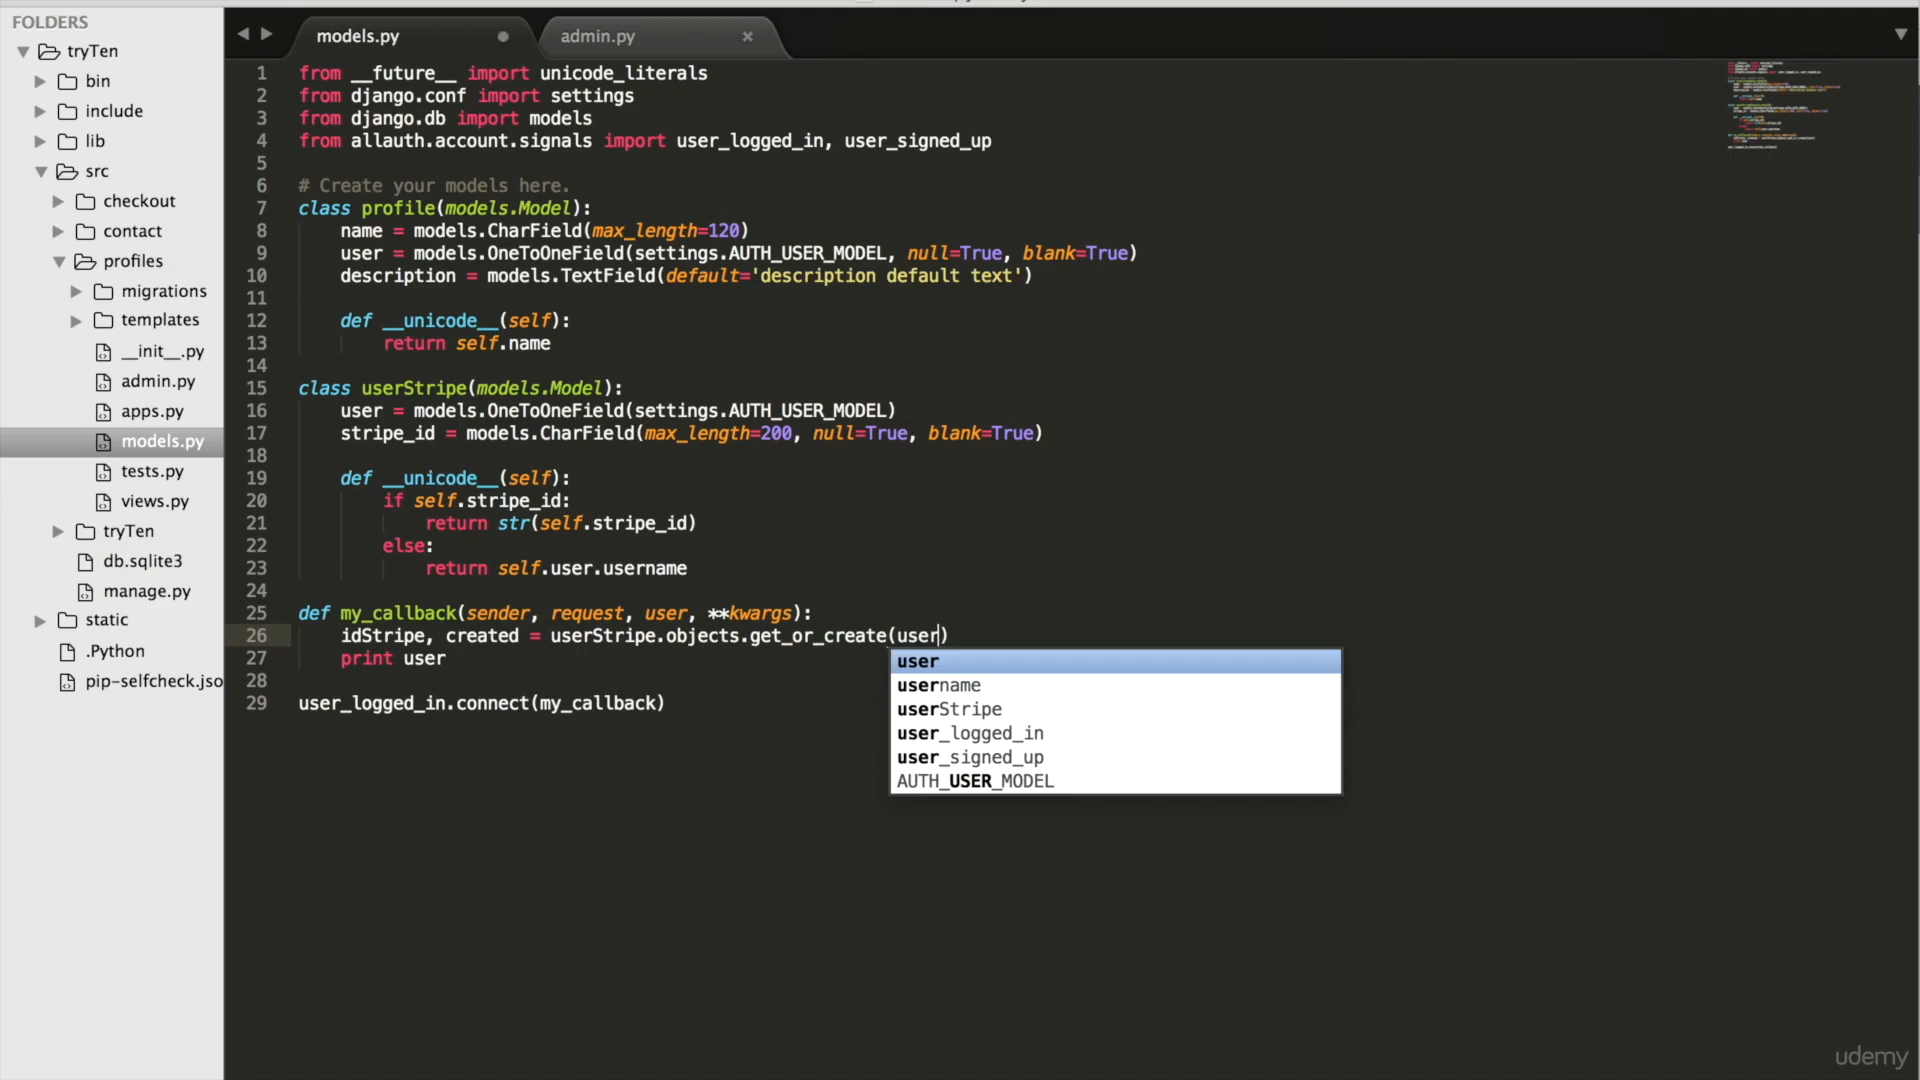 FOLDERS
tryTen
bin
include
lib
src
checkout
contact
profiles
migrations
templates
__init__.py
admin.py
apps.py
models.py
tests.py
views.py
tryTen
db.sqlite3
manage.py
static
.Python
pip-selfcheck.jso
models.py
admin.py
1 from __future__ import unicode_literals
2 from django.conf import settings
3 from django.db import models
4 from allauth.account.signals import user_logged_in, user_signed_up
5
6 # Create your models here.
7 class profile(models.Model):
8     name = models.CharField(max_length=120)
9     user = models.OneToOneField(settings.AUTH_USER_MODEL, null=True, blank=True)
10     description = models.TextField(default='description default text')
11
12     def __unicode__(self):
13         return self.name
14
15 class userStripe(models.Model):
16     user = models.OneToOneField(settings.AUTH_USER_MODEL)
17     stripe_id = models.CharField(max_length=200, null=True, blank=True)
18
19     def __unicode__(self):
20         if self.stripe_id:
21             return str(self.stripe_id)
22         else:
23             return self.user.username
24
25 def my_callback(sender, request, user, **kwargs):
26     idStripe, created = userStripe.objects.get_or_create(user)
27     print user
28
29 user_logged_in.connect(my_callback)
user
username
userStripe
user_logged_in
user_signed_up
AUTH_USER_MODEL
udemy